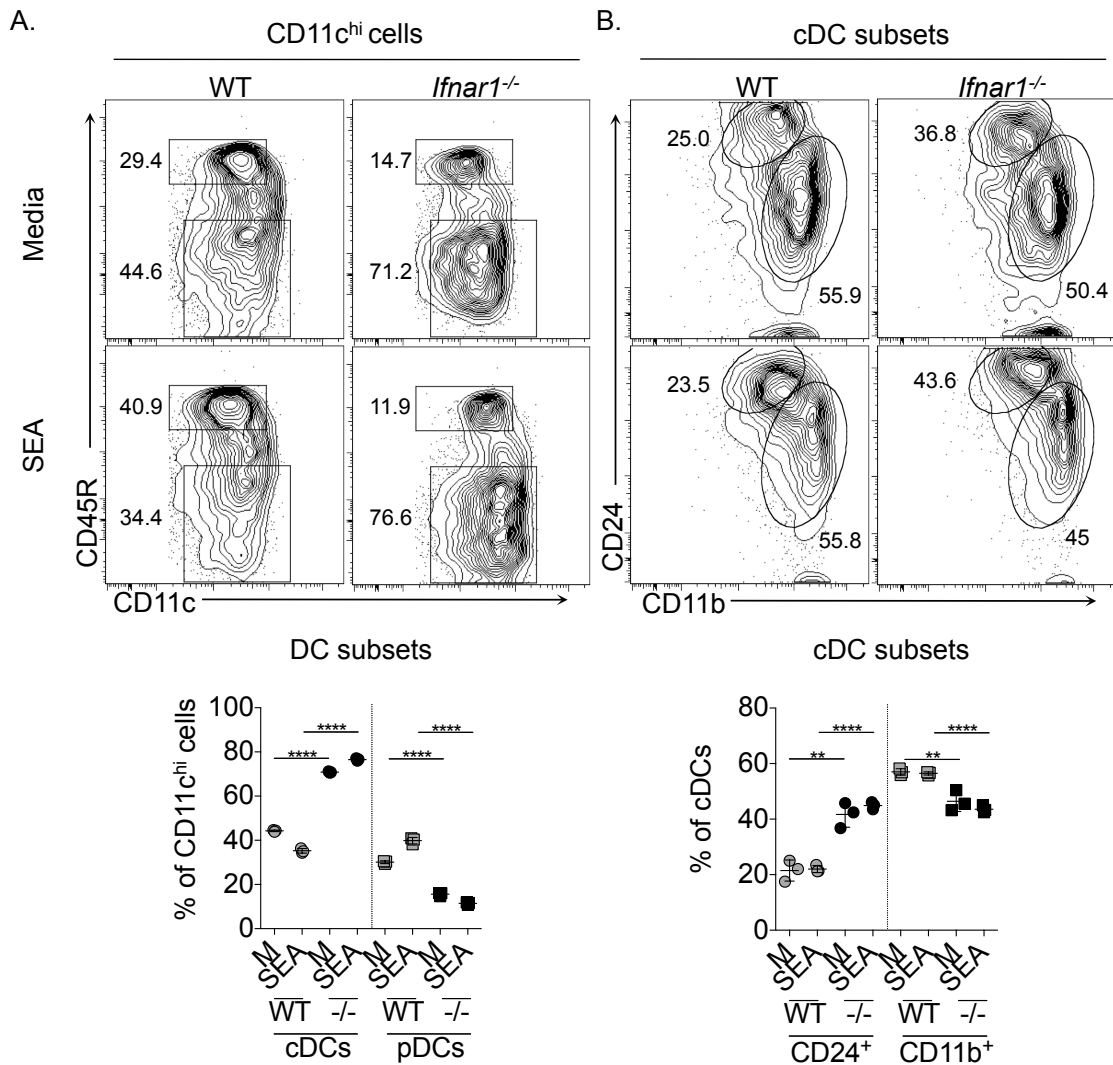 A.
CD11c^hi cells
WT
Ifnar1^-/-
Media
29.4
44.6
14.7
71.2
SEA
40.9
34.4
11.9
76.6
CD45R
CD11c
B.
cDC subsets
WT
Ifnar1^-/-
25.0
55.9
36.8
50.4
23.5
55.8
43.6
45
CD24
CD11b
DC subsets
% of CD11c^hi cells
100
80
60
40
20
0
****
****
****
****
M
SEA
M
SEA
M
SEA
M
SEA
WT
-/-
WT
-/-
cDCs
pDCs
cDC subsets
% of cDCs
80
60
40
20
0
**
****
**
****
M
SEA
M
SEA
M
SEA
M
SEA
WT
-/-
WT
-/-
CD24^+
CD11b^+